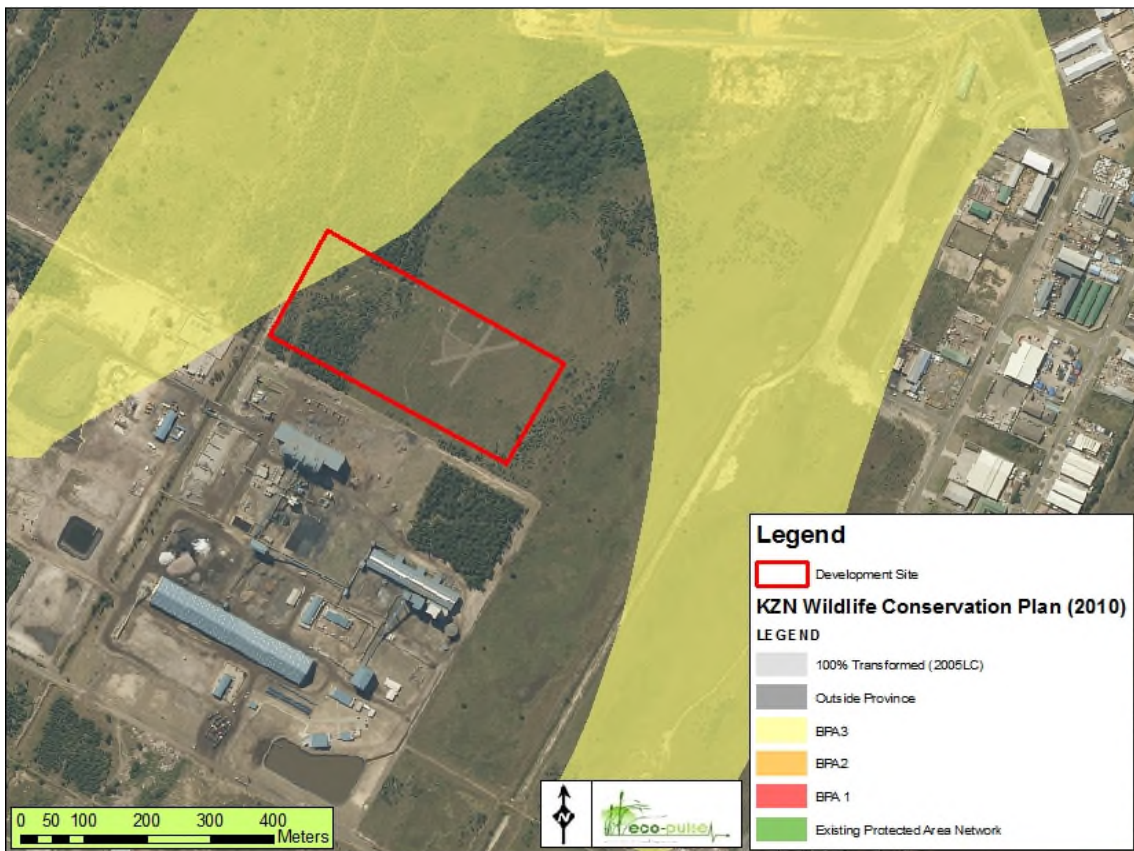 Legend
Development Site
KZN Wildlife Conservation Plan (2010)
LEGEND
100% Transformed (2005LC)
Outside Province
BPA3
BPA2
BPA 1
Existing Protected Area Network
0 50 100 200 300 400
Meters
N
eco-pulse